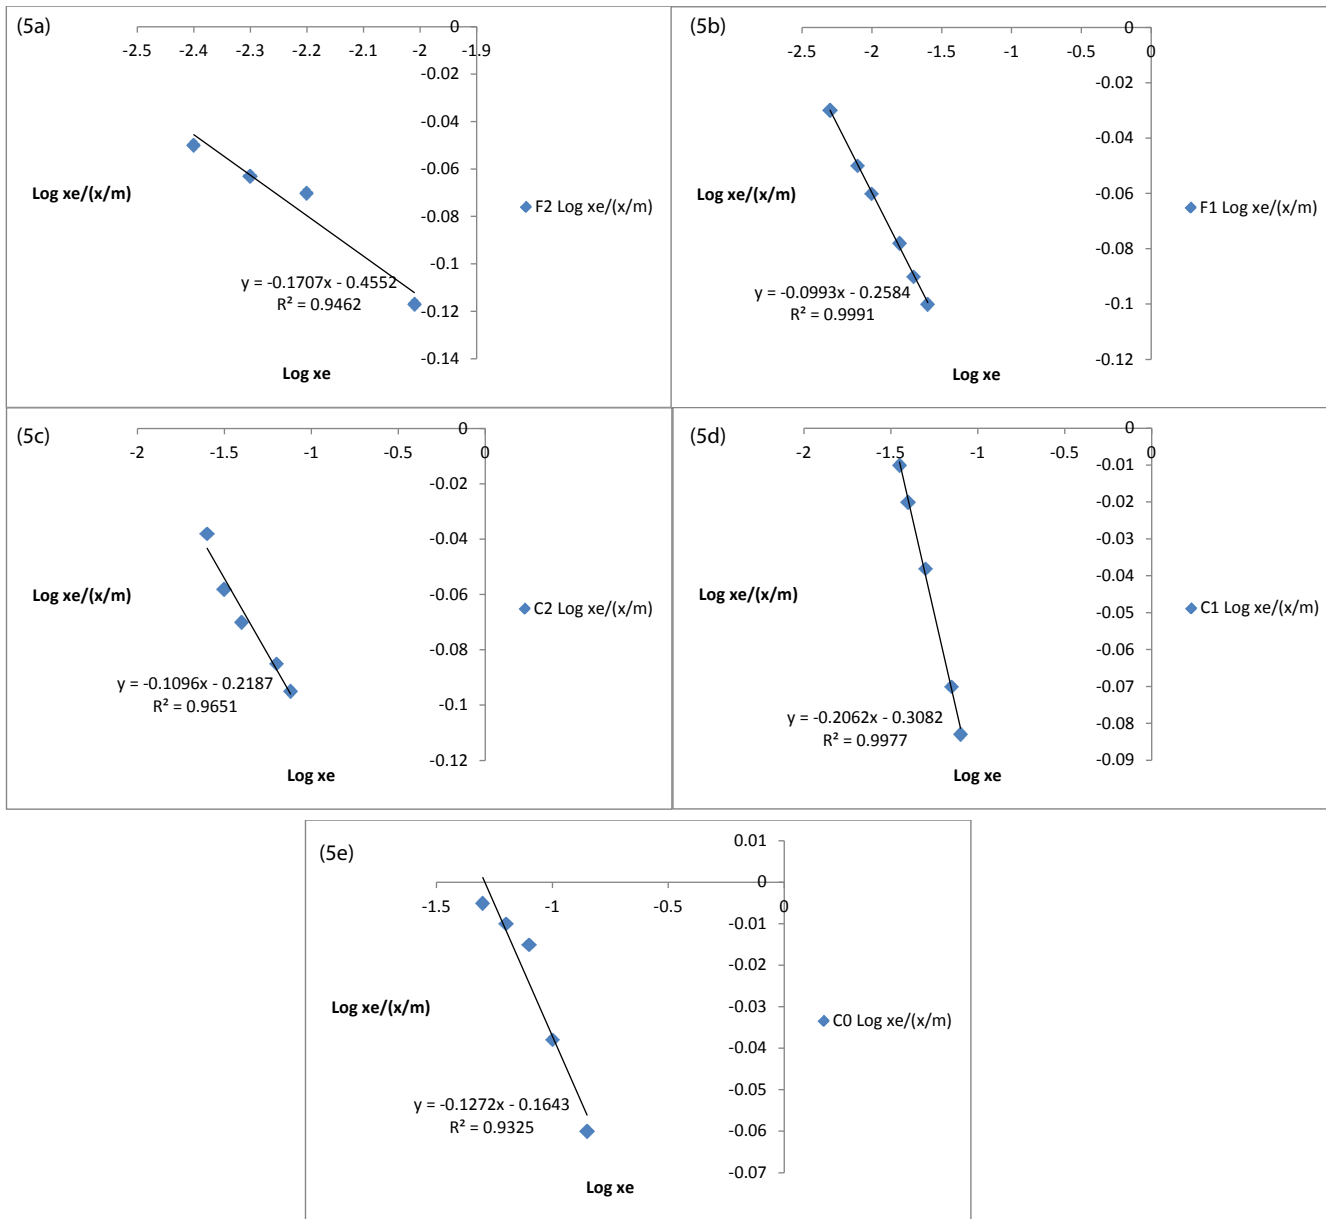 (5a)
0
-2.5 -2.4 -2.3 -2.2 -2.1 -2 -1.9
-0.02
-0.04
-0.06
-0.08
-0.1
-0.12
-0.14
Log xe/(x/m)
F2 Log xe/(x/m)
y = -0.1707x - 0.4552
R² = 0.9462
Log xe
(5b)
0
-2.5 -2 -1.5 -1 -0.5 0
-0.02
-0.04
-0.06
-0.08
-0.1
-0.12
Log xe/(x/m)
F1 Log xe/(x/m)
y = -0.0993x - 0.2584
R² = 0.9991
Log xe
(5c)
0
-2 -1.5 -1 -0.5 0
-0.02
-0.04
-0.06
-0.08
-0.1
-0.12
Log xe/(x/m)
C2 Log xe/(x/m)
y = -0.1096x - 0.2187
R² = 0.9651
Log xe
(5d)
0
-2 -1.5 -1 -0.5 0
-0.01
-0.02
-0.03
-0.04
-0.05
-0.06
-0.07
-0.08
-0.09
Log xe/(x/m)
C1 Log xe/(x/m)
y = -0.2062x - 0.3082
R² = 0.9977
Log xe
(5e)
0.01
0
-1.5 -1 -0.5 0
-0.01
-0.02
-0.03
-0.04
-0.05
-0.06
-0.07
Log xe/(x/m)
C0 Log xe/(x/m)
y = -0.1272x - 0.1643
R² = 0.9325
Log xe